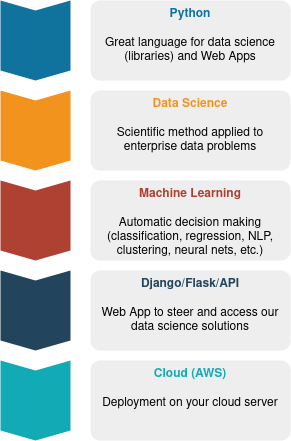 Python
Great language for data science
(libraries) and Web Apps
Data Science
Scientific method applied to
enterprise data problems
Machine Learning
Automatic decision making
(classification, regression, NLP,
clustering, neural nets, etc.)
Django/Flask/API
Web App to steer and access our
data science solutions
Cloud (AWS)
Deployment on your cloud server